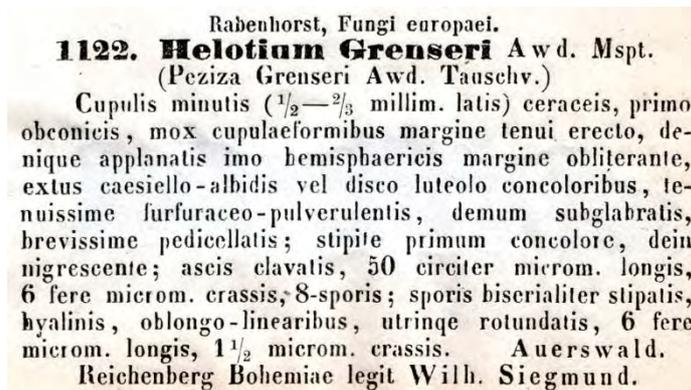 Rabenhorst, Fungi europaei.
1122. Helotium Grenseri Awd. Mspt.
(Peziza Grenseri Awd. Tauschv.)
Cupulis minutis (1/2—2/3 millim. latis) ceraceis, primo
obconicis, mox cupulaeformibus margine tenui erecto, de-
nique applanatis imo hemisphaericis margine obliterante,
extus caesiello-albidis vel disco luteolo concoloribus, te-
nuissime furfuraceo-pulverulentis, demum subglabratis,
brevissime pedicellatis; stipite primum concolore, dein
nigrescente; ascis clavatis, 50 circiter microm. longis,
6 fere microm. crassis, 8-sporis; sporis biserialiter stipatis,
hyalinis, oblongo-linearibus, utrinqe rotundatis, 6 fere
microm. longis, 1 1/2 microm. crassis. Auerswald.
Reichenberg Bohemiae legit Wilh. Siegmund.